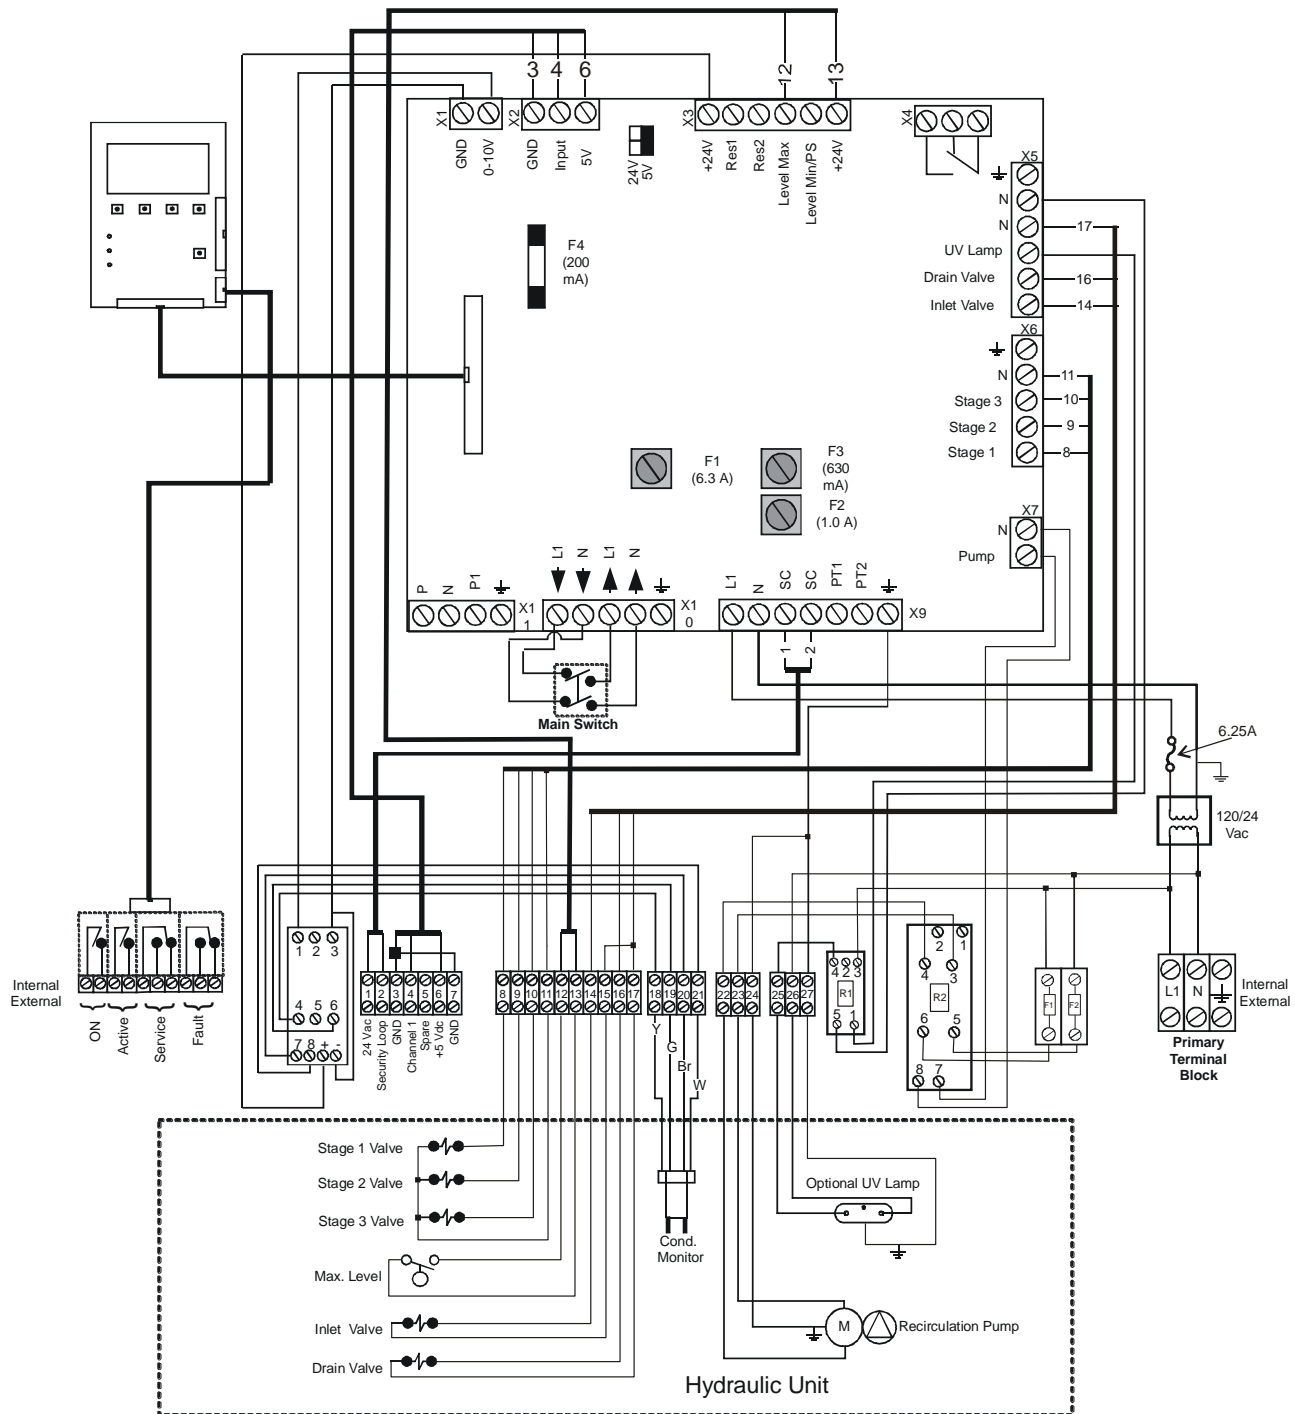 3
4
6
12
13
X1
GND
0-10V
X2
GND
Input
5V
24V
5V
X3
+24V
Res1
Res2
Level Max
Level Min/PS
+24V
X4
X5
N
N
17
UV Lamp
Drain Valve
16
Inlet Valve
14
F4
(200
mA)
X6
N
11
Stage 3
10
Stage 2
9
Stage 1
8
F1
(6.3 A)
F3
(630
mA)
F2
(1.0 A)
X7
N
Pump
P
N
P1
X1
1
L1
N
L1
N
X1
0
L1
N
SC
SC
PT1
PT2
X9
1
2
Main Switch
6.25A
120/24
Vac
Internal
External
ON
Active
Service
Fault
1 2 3
4 5 6
7 8 + -
1 2 3 4 5 6 7
24 Vac
Security Loop
GND
Channel 1
Spare
+5 Vdc
GND
8 9 10 11 12 13 14 15 16 17
18 19 20 21
Y
G
Br
W
22 23 24
25 26 27
4 2 3
R1
5 1
2 1
4 3
R2
6 5
8 7
F1
F2
L1 N
Internal
External
Primary
Terminal
Block
Stage 1 Valve
Stage 2 Valve
Stage 3 Valve
Max. Level
Inlet Valve
Drain Valve
Cond.
Monitor
Optional UV Lamp
M
Recirculation Pump
Hydraulic Unit